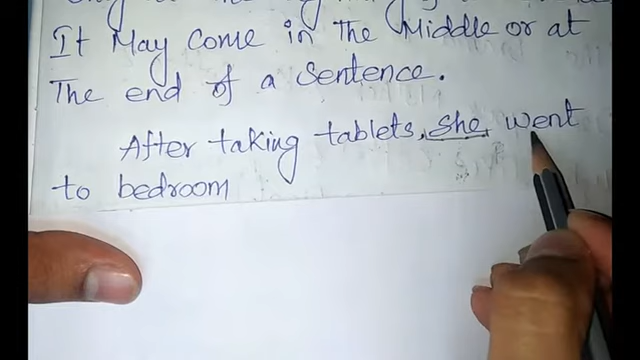 It May Come in The Middle or at
The end of a Sentence.
After taking tablets, she went
to bedroom